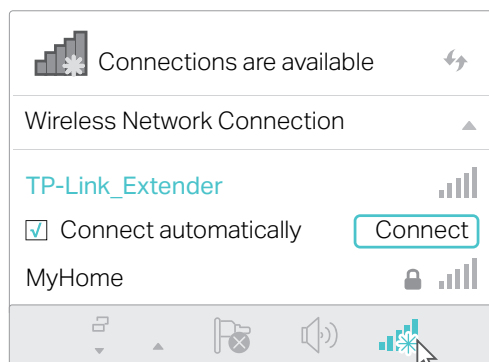 Connections are available
Wireless Network Connection
TP-Link_Extender
Connect automatically Connect
MyHome